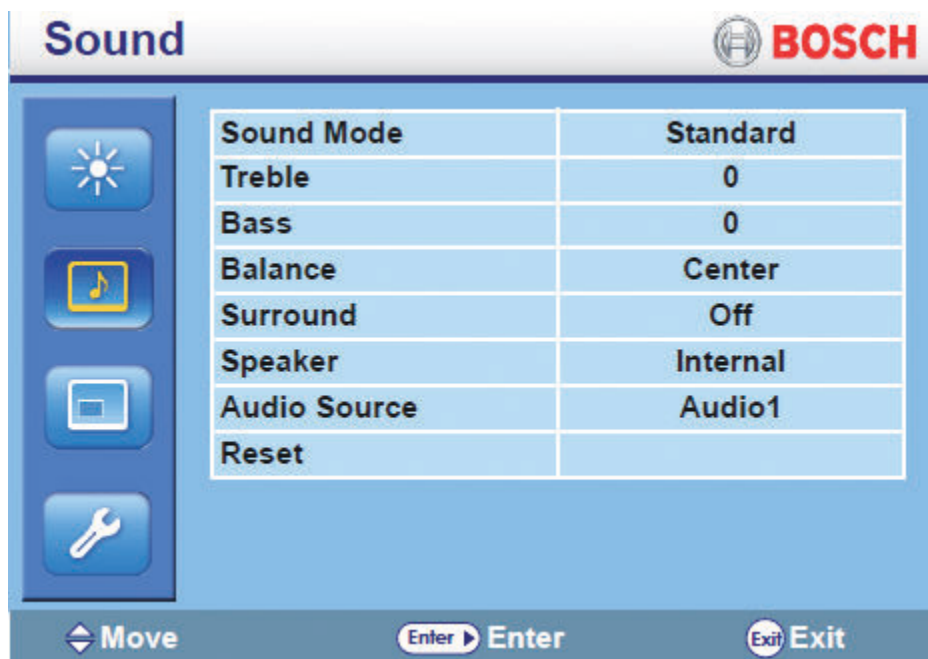 Sound BOSCH
Sound Mode Standard
Treble 0
Bass 0
Balance Center
Surround Off
Speaker Internal
Audio Source Audio1
Reset
Move Enter Enter Exit Exit